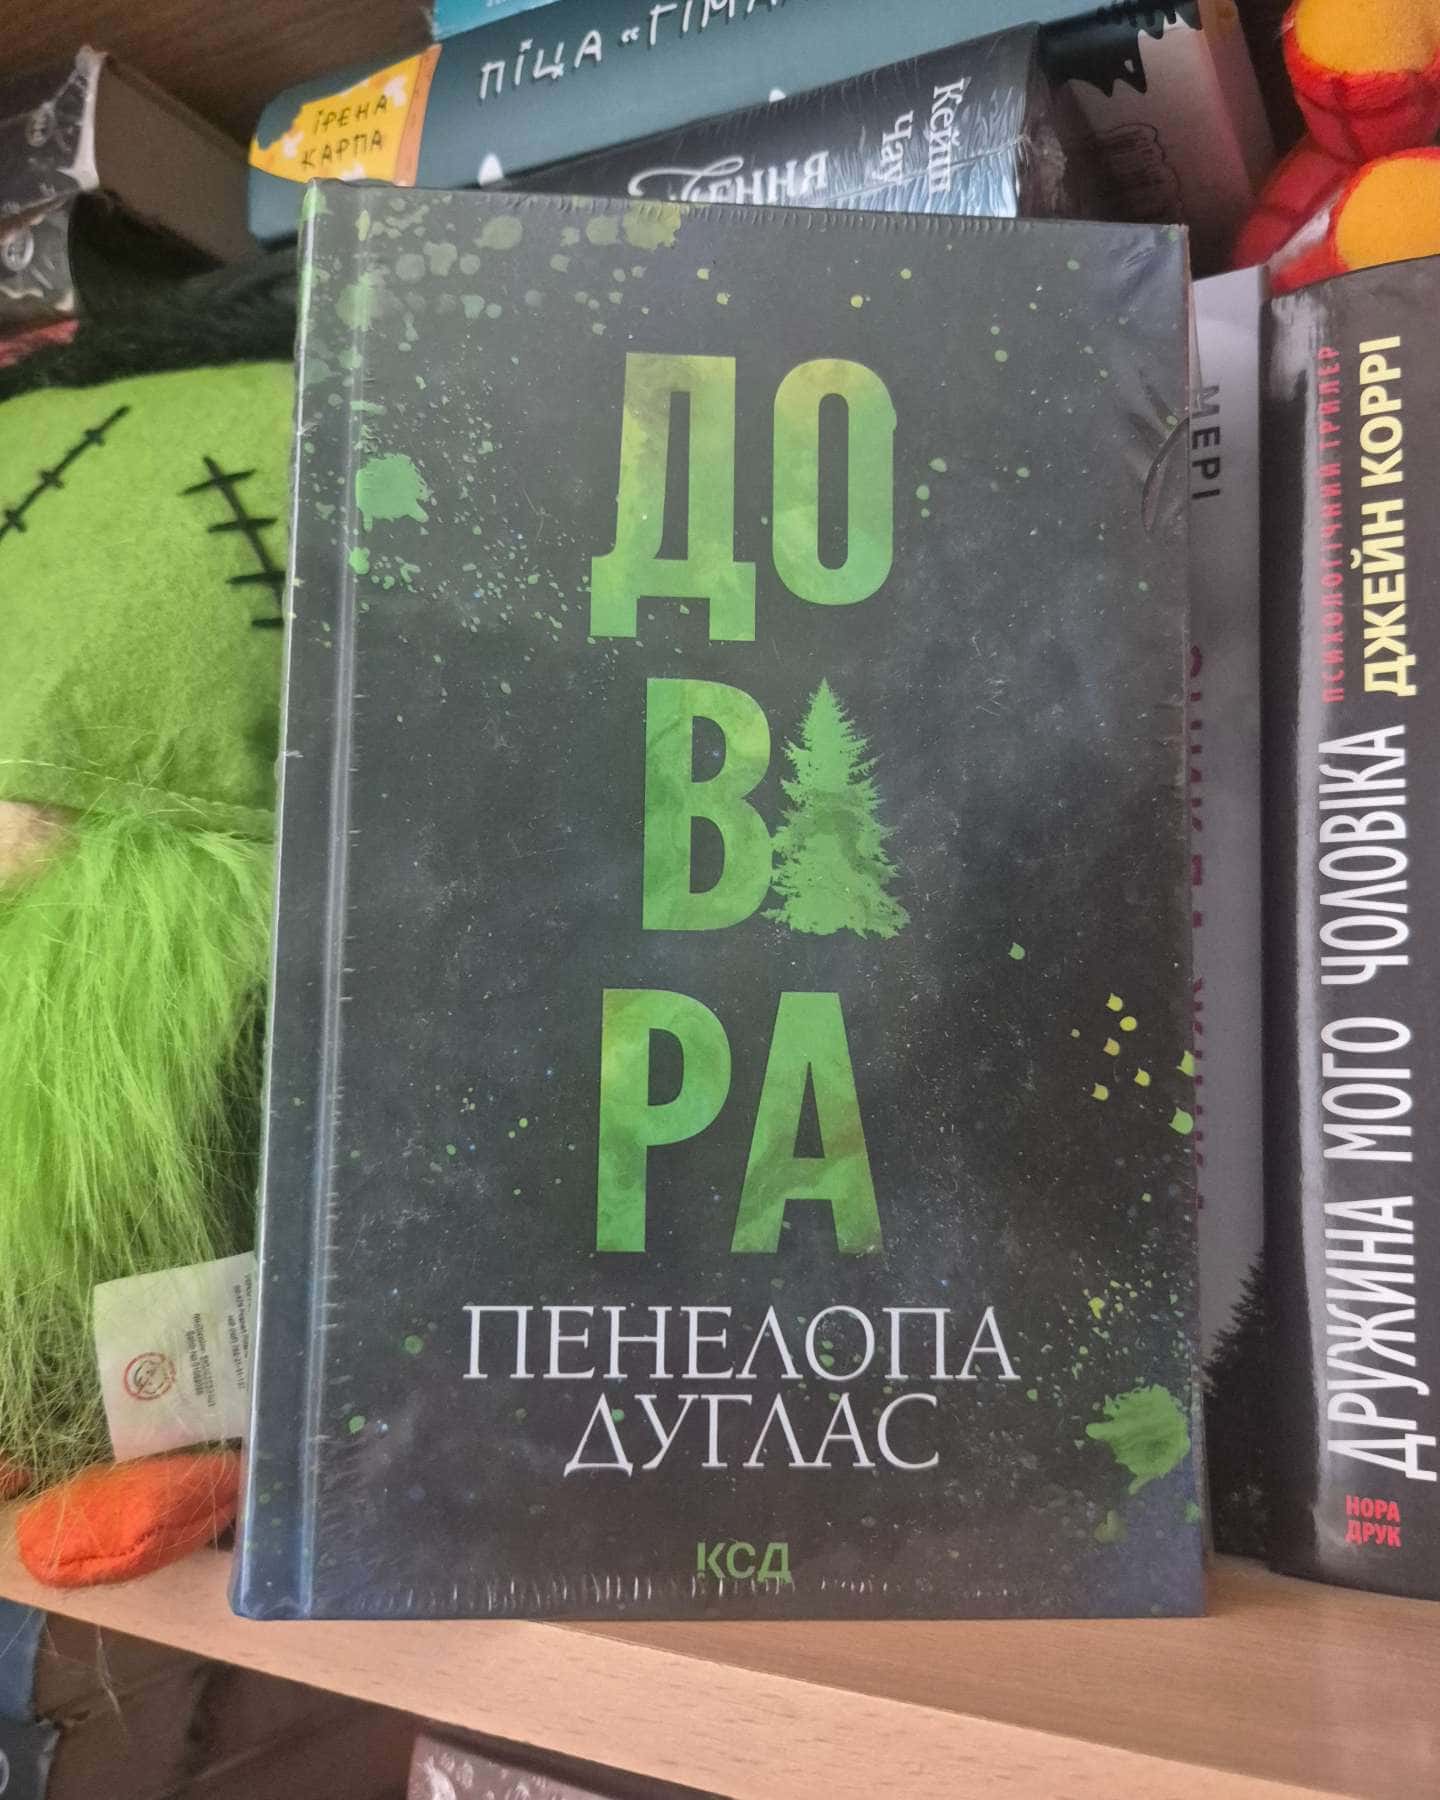 ПІЦА «ГІМА
ІРЕНА
КАРПА
Кейтин
Чау
ДО
В
РА
ПЕНЕЛОПА
ДУГЛАС
КСД
МЕРІ
ПСИХОЛОГІЧНИЙ ТРИЛЕР
ДЖЕЙН КОРРІ
ДРУЖИНА МОГО ЧОЛОВІКА
НОРА
ДРУК